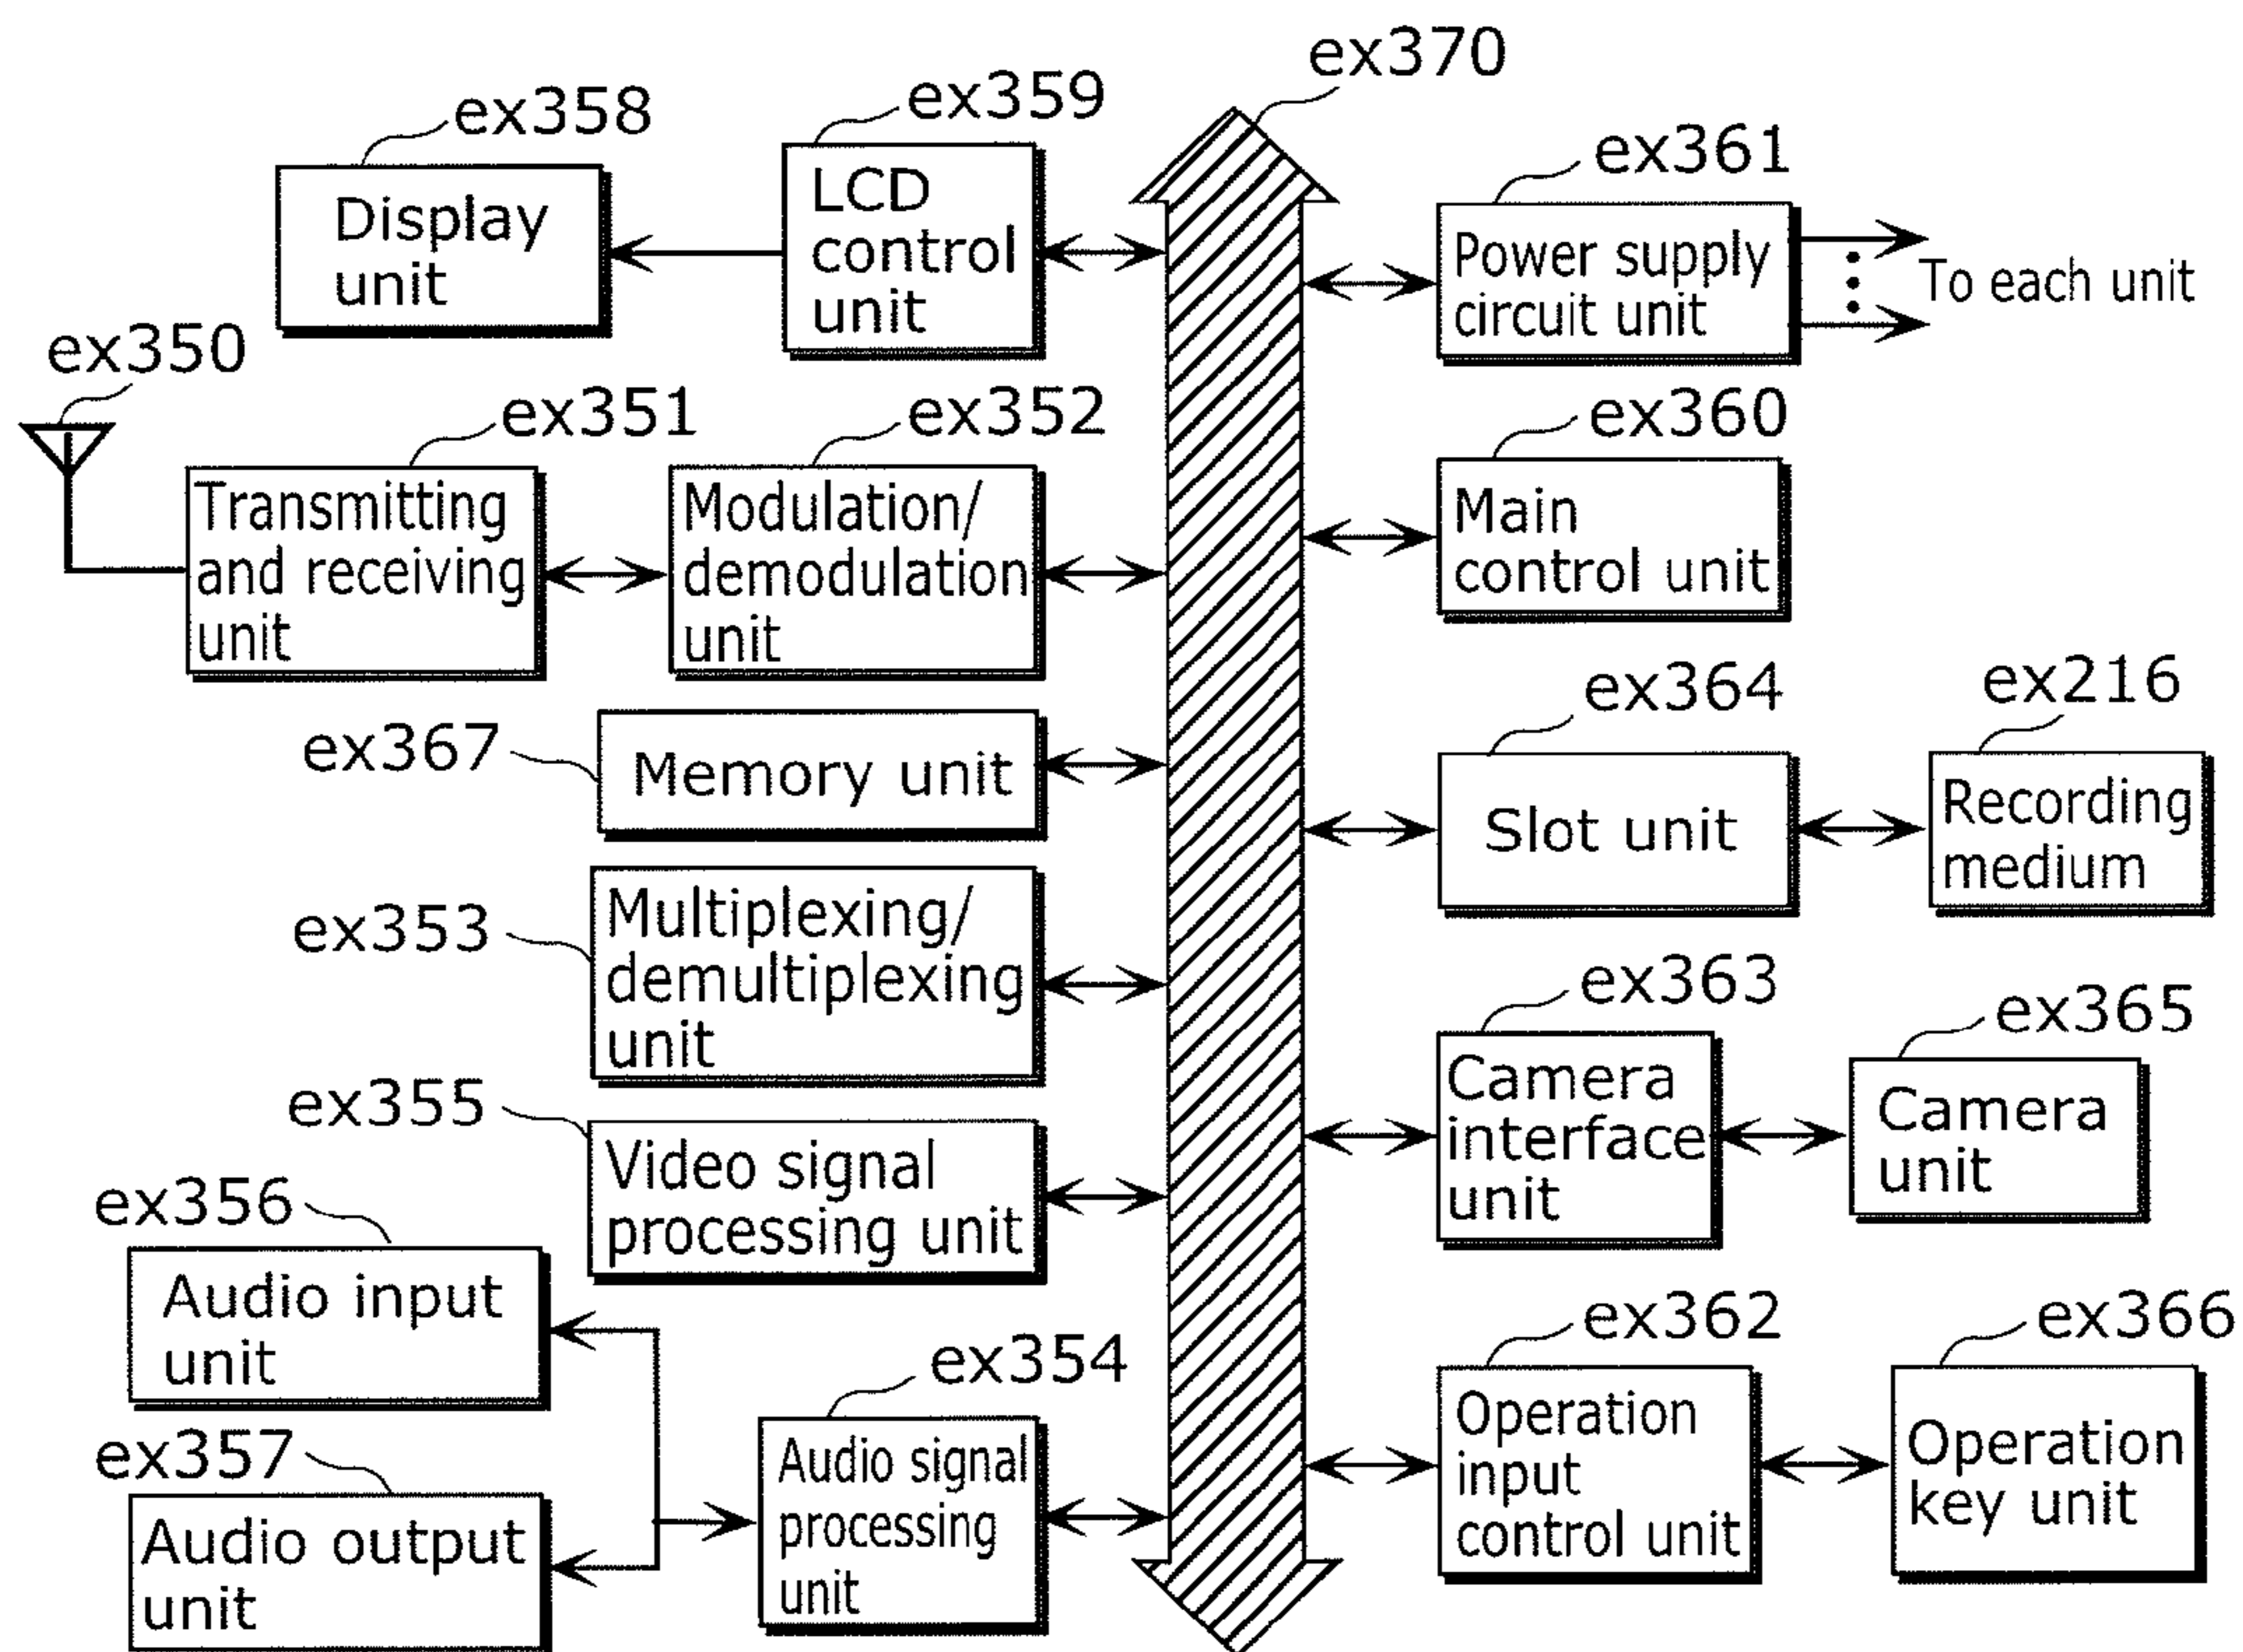 ex370
ex358
ex359
Display
unit
LCD
control
unit
ex361
Power supply
circuit unit
To each unit
ex350
ex351
ex352
Transmitting
and receiving
unit
Modulation/
demodulation
unit
ex360
Main
control unit
ex367
Memory unit
ex364
ex216
Slot unit
Recording
medium
ex353
Multiplexing/
demultiplexing
unit
ex363
ex365
Camera
interface
unit
Camera
unit
ex355
Video signal
processing unit
ex356
Audio input
unit
ex357
Audio output
unit
ex354
Audio signal
processing
unit
ex362
ex366
Operation
input
control unit
Operation
key unit